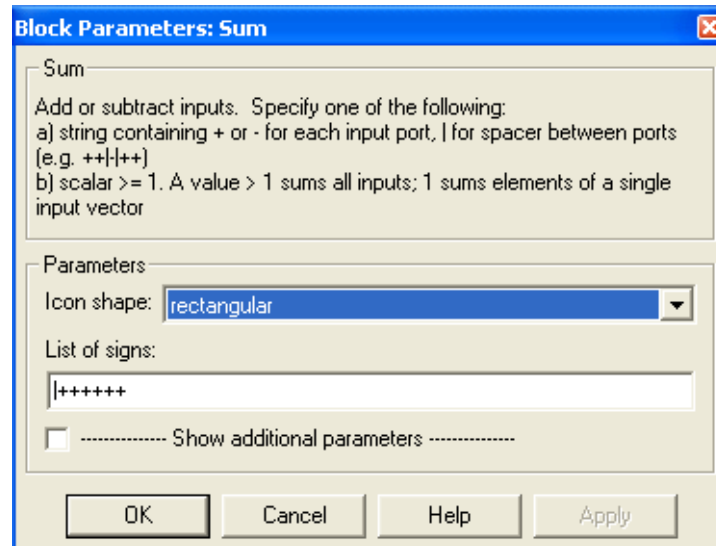 Block Parameters: Sum
Sum
Add or subtract inputs. Specify one of the following:
a) string containing + or - for each input port, | for spacer between ports
(e.g. ++|-|++)
b) scalar >= 1. A value > 1 sums all inputs; 1 sums elements of a single
input vector
Parameters
Icon shape: rectangular
List of signs:
|++++++
--------------- Show additional parameters ---------------
OK Cancel Help Apply